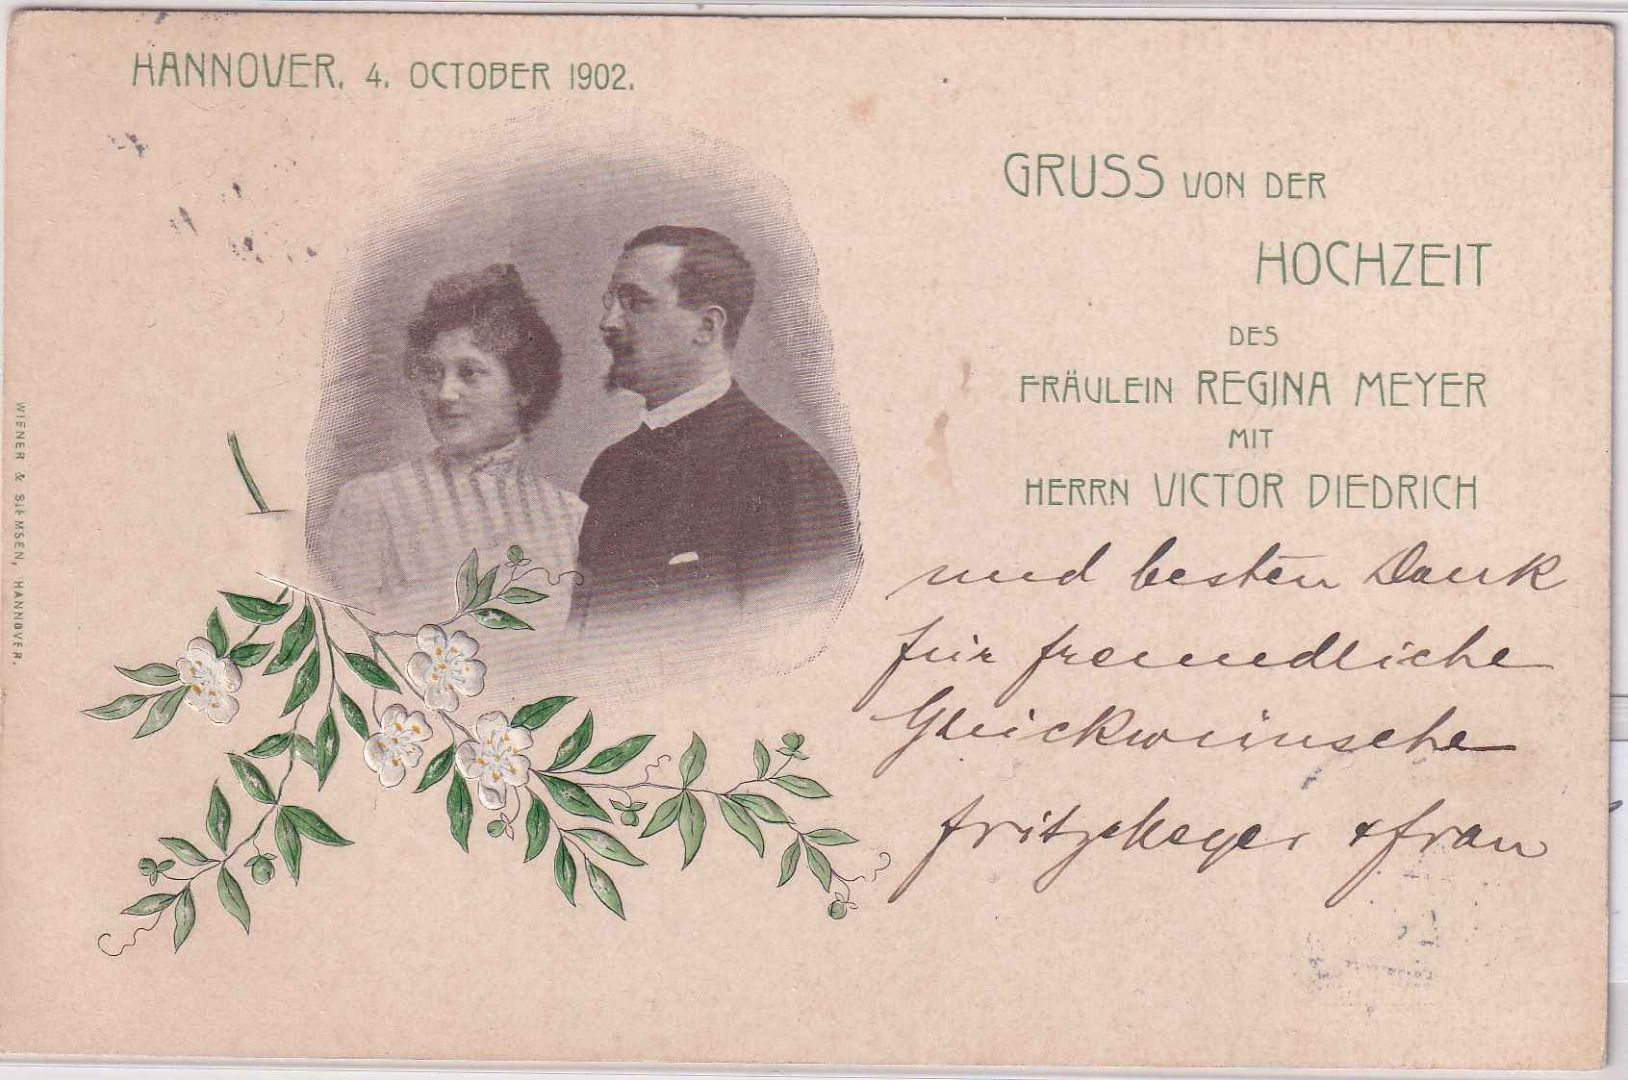 HANNOVER, 4. OCTOBER 1902.
GRUSS VON DER
HOCHZEIT
DES
FRÄULEIN REGINA MEYER
MIT
HERRN VICTOR DIEDRICH
und besten Dank
für freundliche
Glückwünsche
Fritz Meyer & Frau
WIENER & SIEMSEN, HANNOVER.